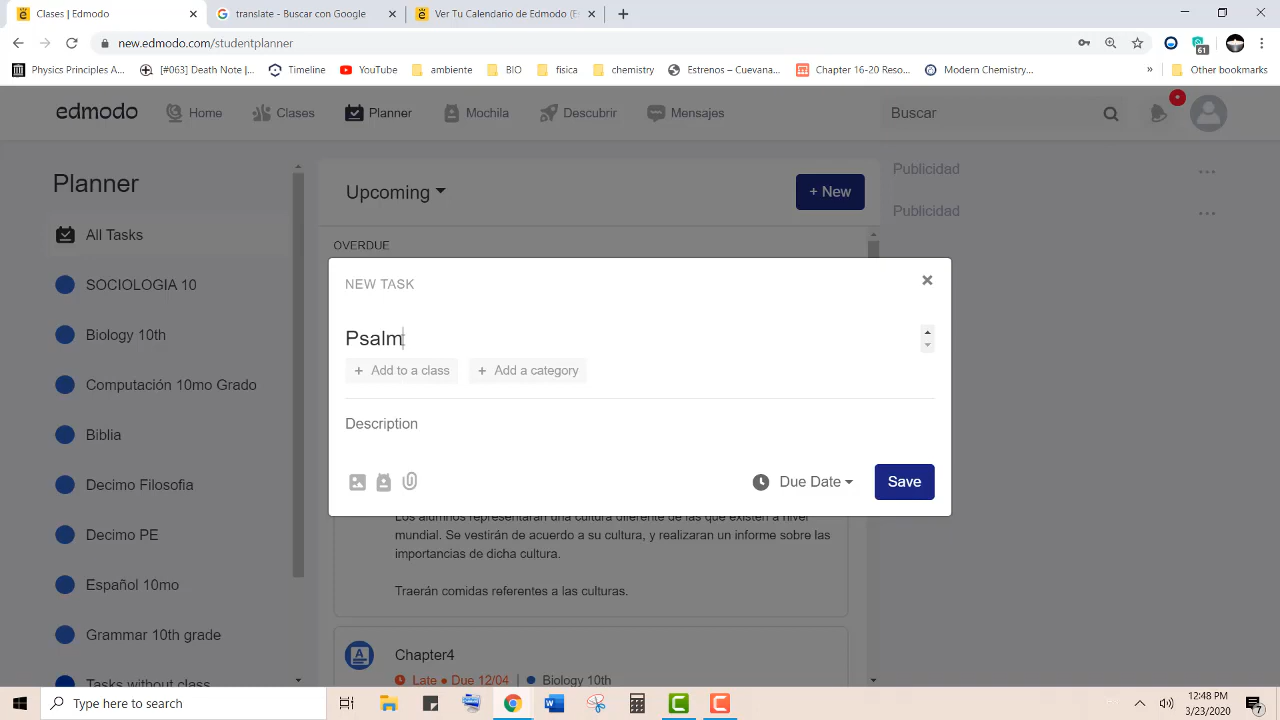 Clases | Edmodo
translate - Buscar con Google
Ver Tu Calendario de Edmodo (E
new.edmodo.com/studentplanner
61
Physics Principles A...
[#063] Death Note [...
Timeline
YouTube
ambiente
BIO
fisica
chemistry
Estrenos – Cuevana...
Chapter 16-20 Reso...
Modern Chemistry...
»
Other bookmarks
edmodo
Home
Clases
Planner
Mochila
Descubrir
Mensajes
Buscar
Planner
All Tasks
SOCIOLOGIA 10
Biology 10th
Computación 10mo Grado
Biblia
Decimo Filosofia
Decimo PE
Español 10mo
Grammar 10th grade
Tasks without class
Upcoming
+ New
OVERDUE
Publicidad
Publicidad
NEW TASK
×
Psalm
+ Add to a class
+ Add a category
Description
Due Date
Save
Los alumnos representarán una cultura diferente de las que existen a nivel
mundial. Se vestirán de acuerdo a su cultura, y realizaran un informe sobre las
importancias de dicha cultura.
Traerán comidas referentes a las culturas.
Chapter4
Late • Due 12/04 | Biology 10th
Type here to search
12:48 PM
3/23/2020
7